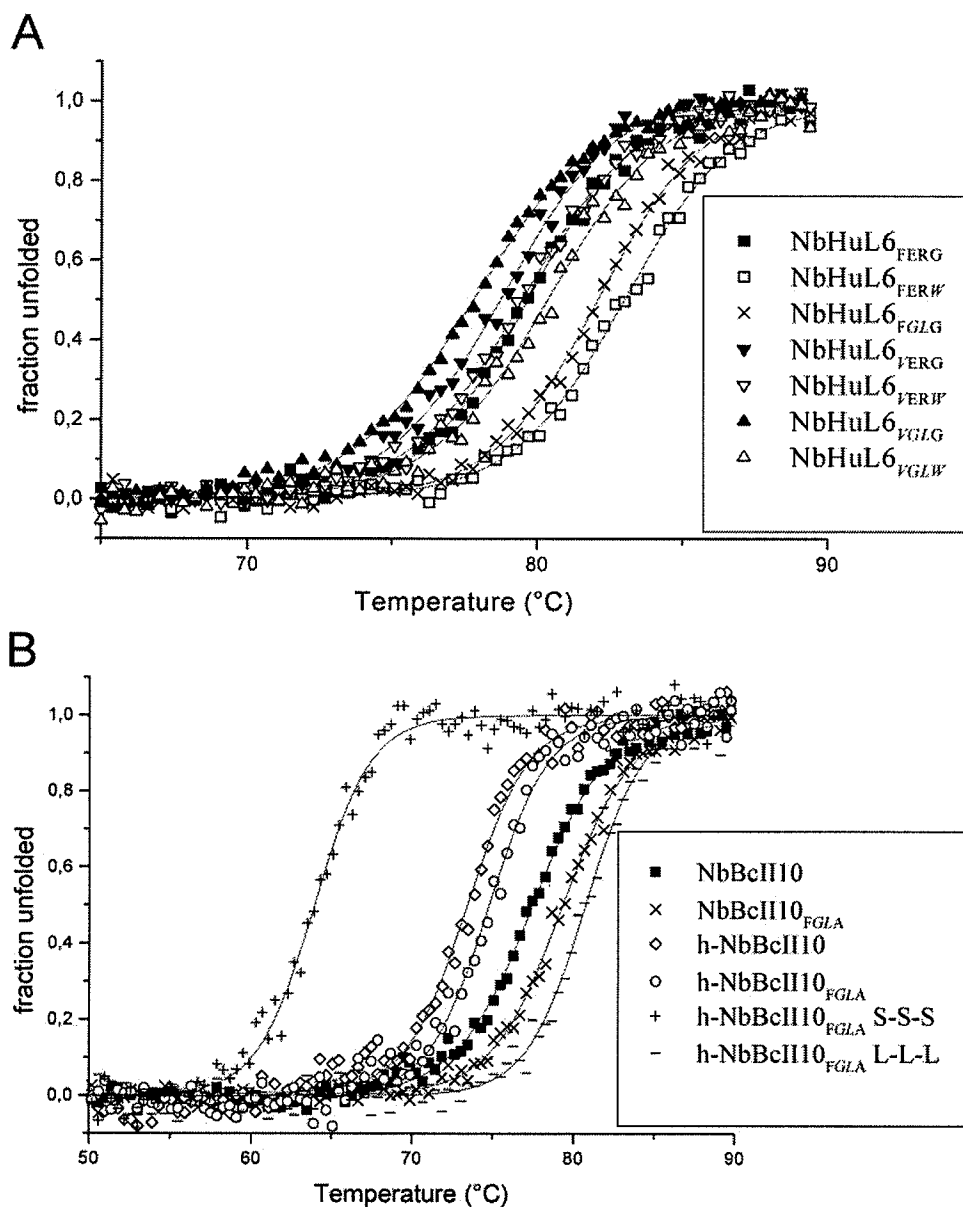 A
fraction unfolded
1,0
0,8
0,6
0,4
0,2
0,0
70
80
90
Temperature (°C)
NbHuL6FERG
NbHuL6FERW
NbHuL6FGLG
NbHuL6VERG
NbHuL6VERW
NbHuL6VGLG
NbHuL6VGLW
B
fraction unfolded
1,0
0,8
0,6
0,4
0,2
0,0
50
60
70
80
90
Temperature (°C)
NbBcII10
NbBcII10FGLA
h-NbBcII10
h-NbBcII10FGLA
h-NbBcII10FGLA S-S-S
h-NbBcII10FGLA L-L-L